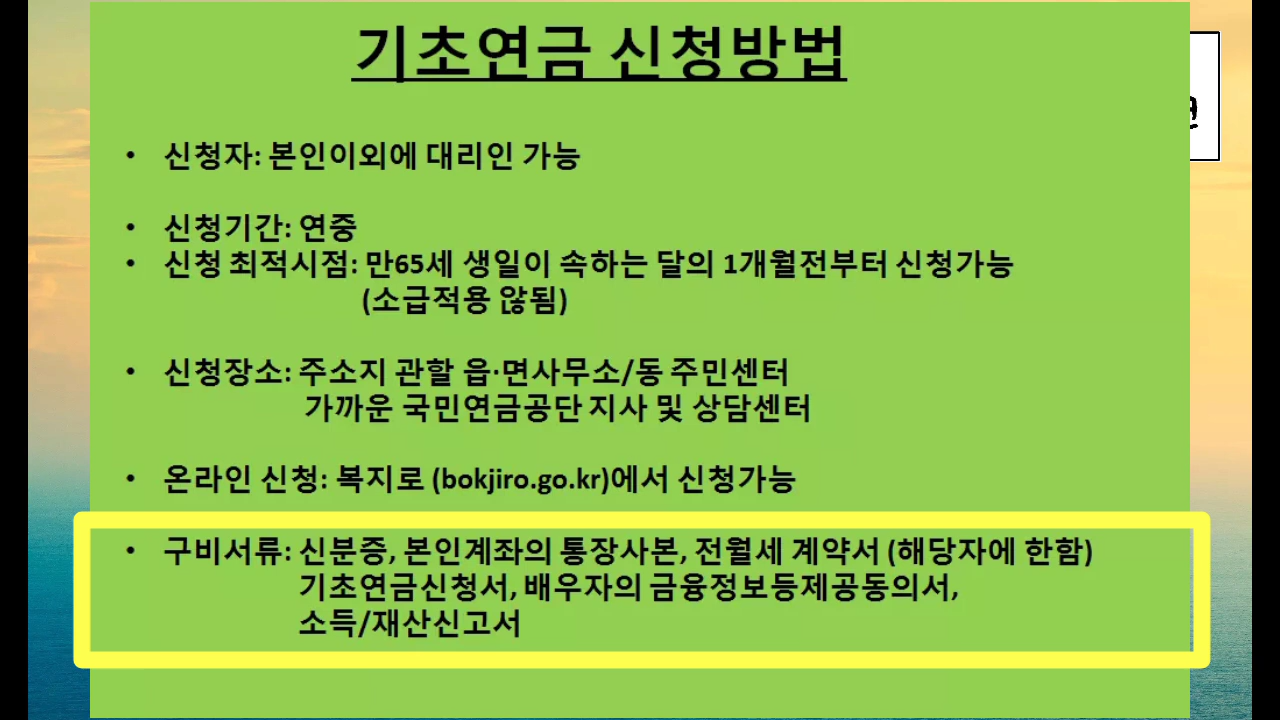 기초연금 신청방법
• 신청자: 본인이외에 대리인 가능
• 신청기간: 연중
• 신청 최적시점: 만65세 생일이 속하는 달의 1개월전부터 신청가능
(소급적용 않됨)
• 신청장소: 주소지 관할 읍·면사무소/동 주민센터
가까운 국민연금공단 지사 및 상담센터
• 온라인 신청: 복지로 (bokjiro.go.kr)에서 신청가능
• 구비서류: 신분증, 본인계좌의 통장사본, 전월세 계약서 (해당자에 한함)
기초연금신청서, 배우자의 금융정보등제공동의서,
소득/재산신고서